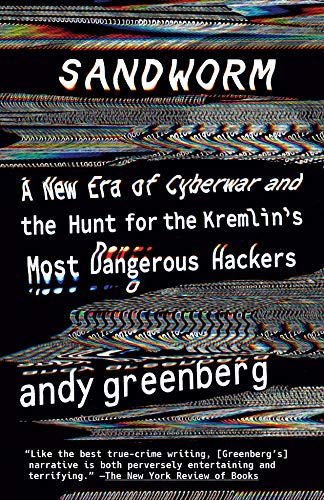 SANDWORM
A New Era of Cyberwar and
the Hunt for the Kremlin's
Most Dangerous Hackers
andy greenberg
“Like the best true-crime writing, [Greenberg's]
narrative is both perversely entertaining and
terrifying.” —The New York Review of Books